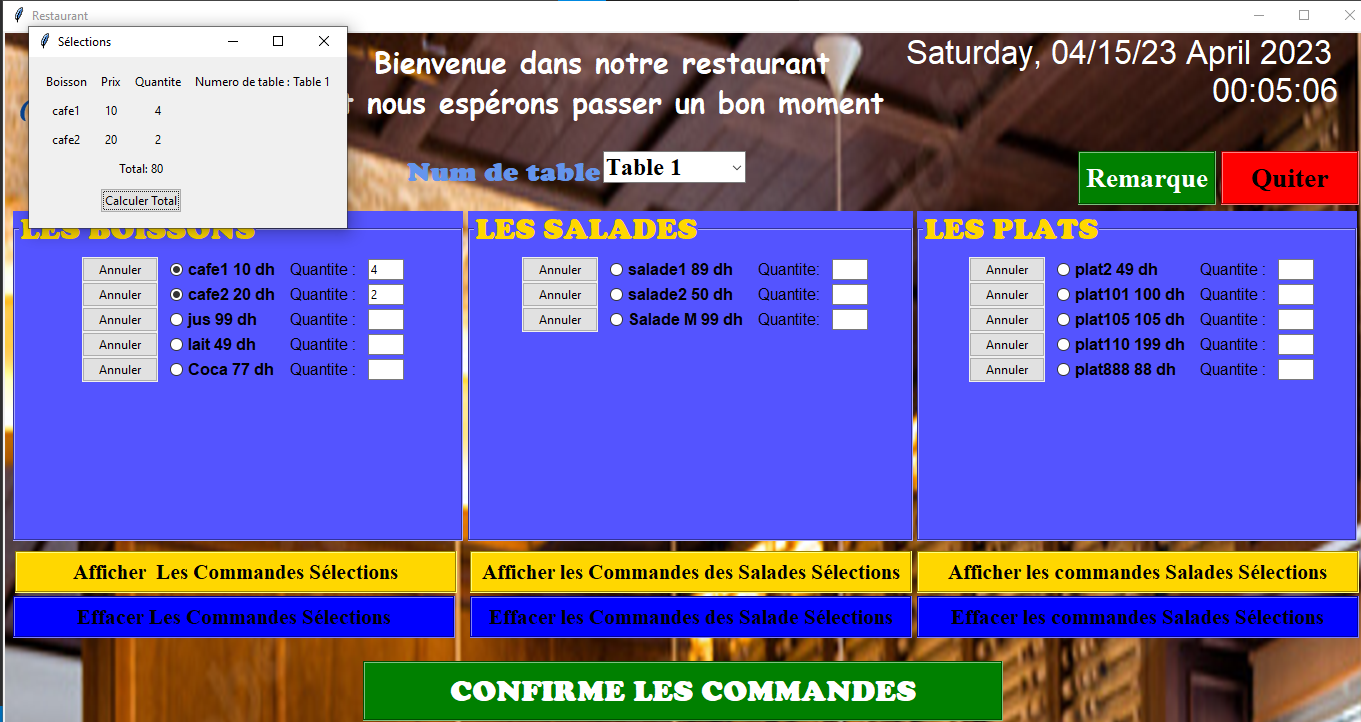 Restaurant
Sélections
Boisson Prix Quantite Numero de table : Table 1
cafe1 10 4
cafe2 20 2
Total: 80
Calculer Total
Bienvenue dans notre restaurant
nous espérons passer un bon moment
Saturday, 04/15/23 April 2023
00:05:06
Num de table Table 1
Remarque
Quiter
LES BOISSONS
Annuler cafe1 10 dh Quantite : 4
Annuler cafe2 20 dh Quantite : 2
Annuler jus 99 dh Quantite :
Annuler lait 49 dh Quantite :
Annuler Coca 77 dh Quantite :
LES SALADES
Annuler salade1 89 dh Quantite:
Annuler salade2 50 dh Quantite:
Annuler Salade M 99 dh Quantite:
LES PLATS
Annuler plat2 49 dh Quantite :
Annuler plat101 100 dh Quantite :
Annuler plat105 105 dh Quantite :
Annuler plat110 199 dh Quantite :
Annuler plat888 88 dh Quantite :
Afficher Les Commandes Sélections
Afficher les Commandes des Salades Sélections
Afficher les commandes Salades Sélections
Effacer Les Commandes Sélections
Effacer les Commandes des Salade Sélections
Effacer les commandes Salades Sélections
CONFIRME LES COMMANDES